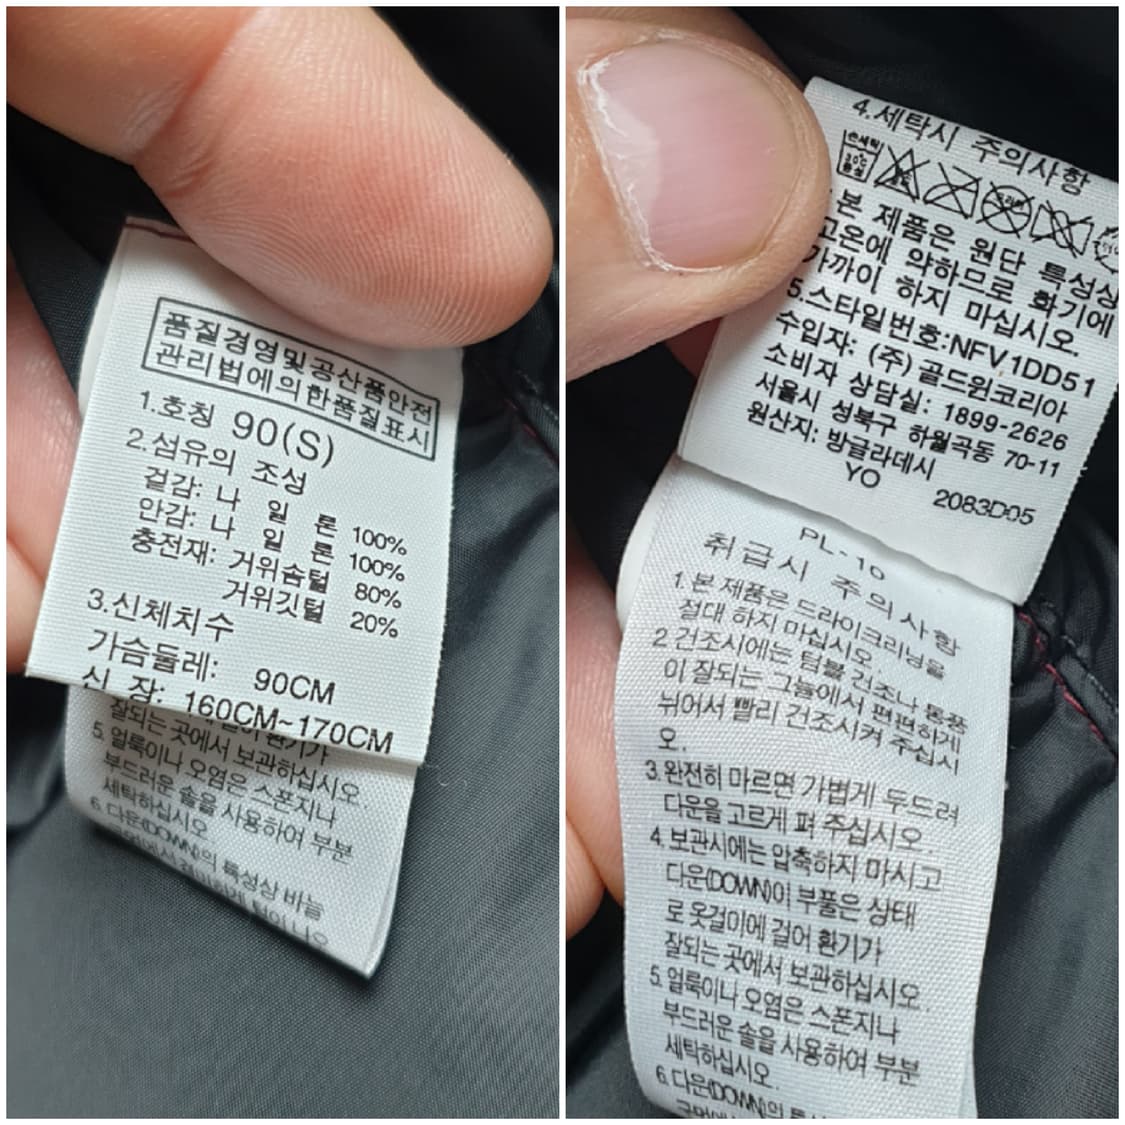 품질경영및공산품안전
관리법에의한품질표시
1.호칭 90(S)
2.섬유의 조성
겉감: 나 일 론 100%
안감: 나 일 론 100%
충전재: 거위솜털 80%
거위깃털 20%
3.신체치수
가슴둘레: 90CM
신 장: 160CM~170CM
환기가
잘되는 곳에서 보관하십시오.
5. 얼룩이나 오염은 스폰지나
부드러운 솔을 사용하여 부분
세탁하십시오
6. 다운(DOWN)의 특성상 바늘
4.세탁시 주의사항
손세탁
30℃
중성
본 제품은 원단 특성상
고온에 약하므로 화기에
가까이 하지 마십시오.
5.스타일번호:NFV1DD51
수입자: (주)골드윈코리아
소비자 상담실: 1899-2626
서울시 성북구 하월곡동 70-11
원산지: 방글라데시
YO
2083D05
PL-10
취급시 주의사항
1.본 제품은 드라이크리닝을
절대 하지 마십시오.
2 건조시에는 텀블 건조나 통풍
이 잘되는 그늘에서 편편하게
뉘어서 빨리 건조시켜 주십시
오.
3.완전히 마르면 가볍게 두드려
다운을 고르게 펴 주십시오
4. 보관시에는 압축하지 마시고
다운(DOWN)이 부풀은 상태
로 옷걸이에 걸어 환기가
잘되는 곳에서 보관하십시오.
5. 얼룩이나 오염은 스폰지나
부드러운 솔을 사용하여 부분
세탁하십시오.
6. 다운(DOWN)의